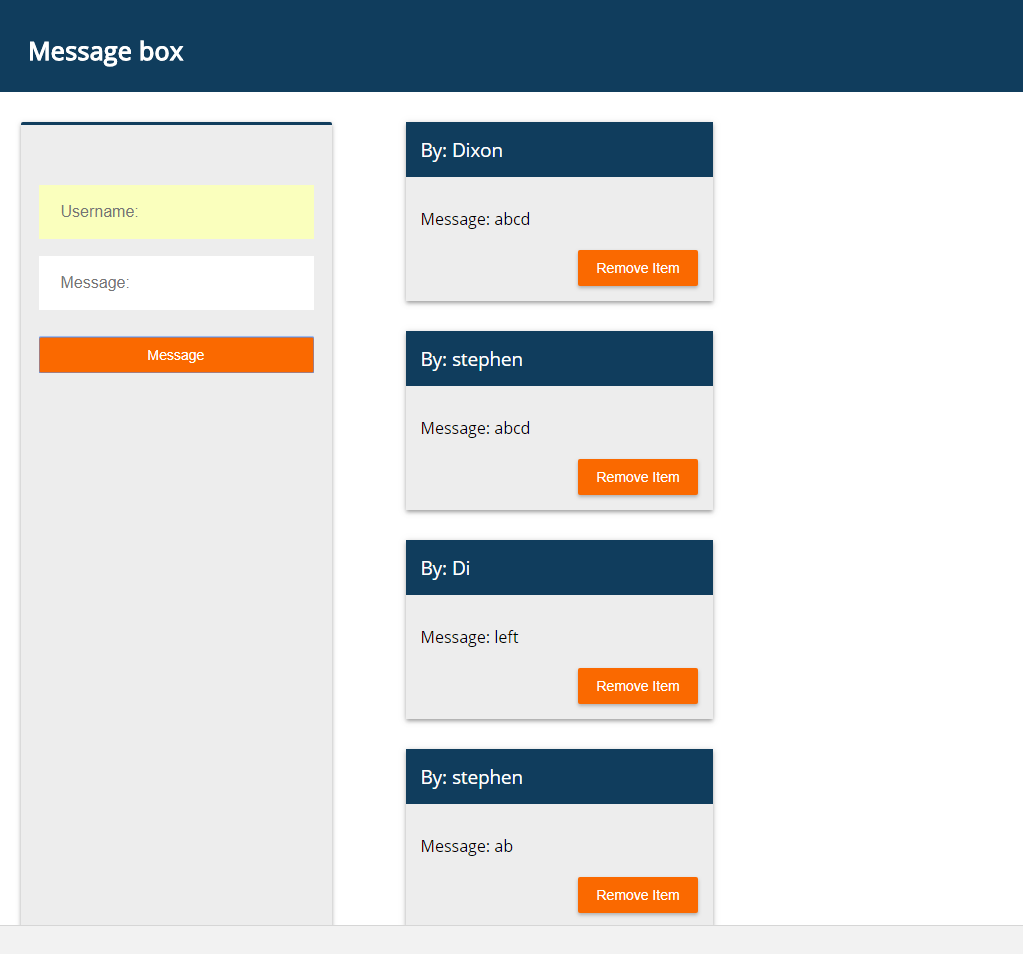 Message box
Username:
Message:
Message
By: Dixon
Message: abcd
Remove Item
By: stephen
Message: abcd
Remove Item
By: Di
Message: left
Remove Item
By: stephen
Message: ab
Remove Item